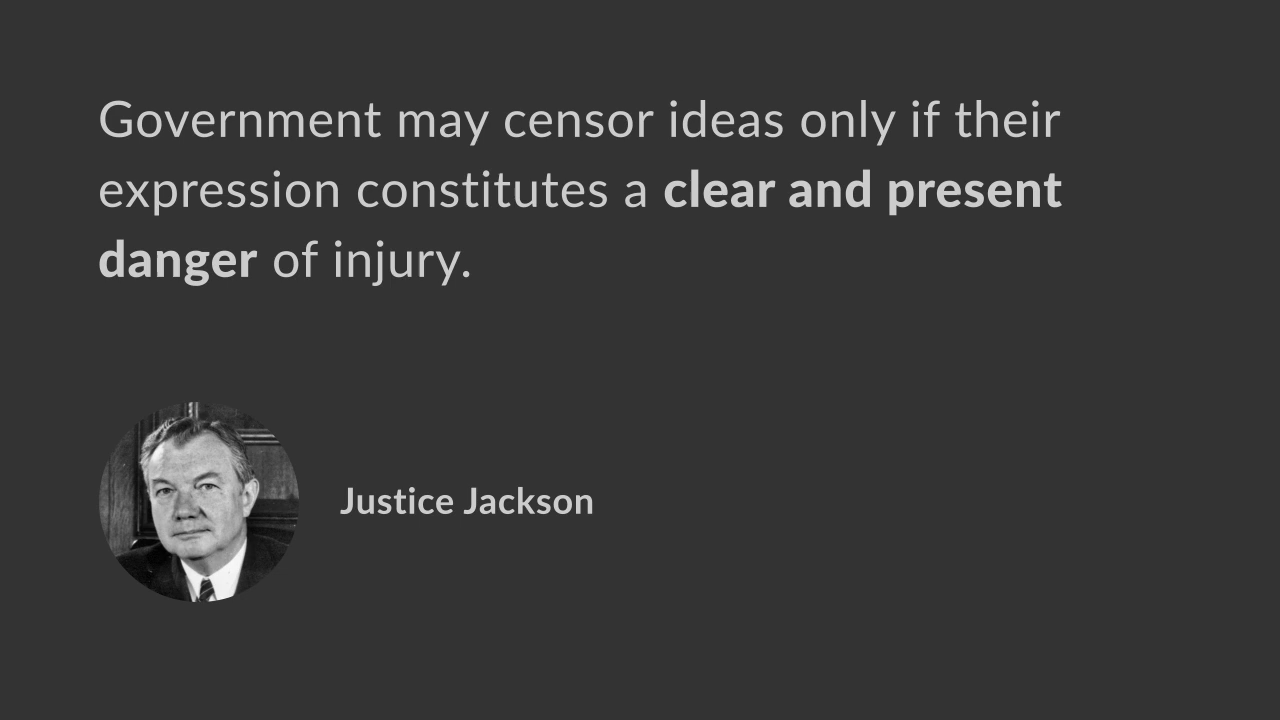 Government may censor ideas only if their
expression constitutes a clear and present
danger of injury.
Justice Jackson